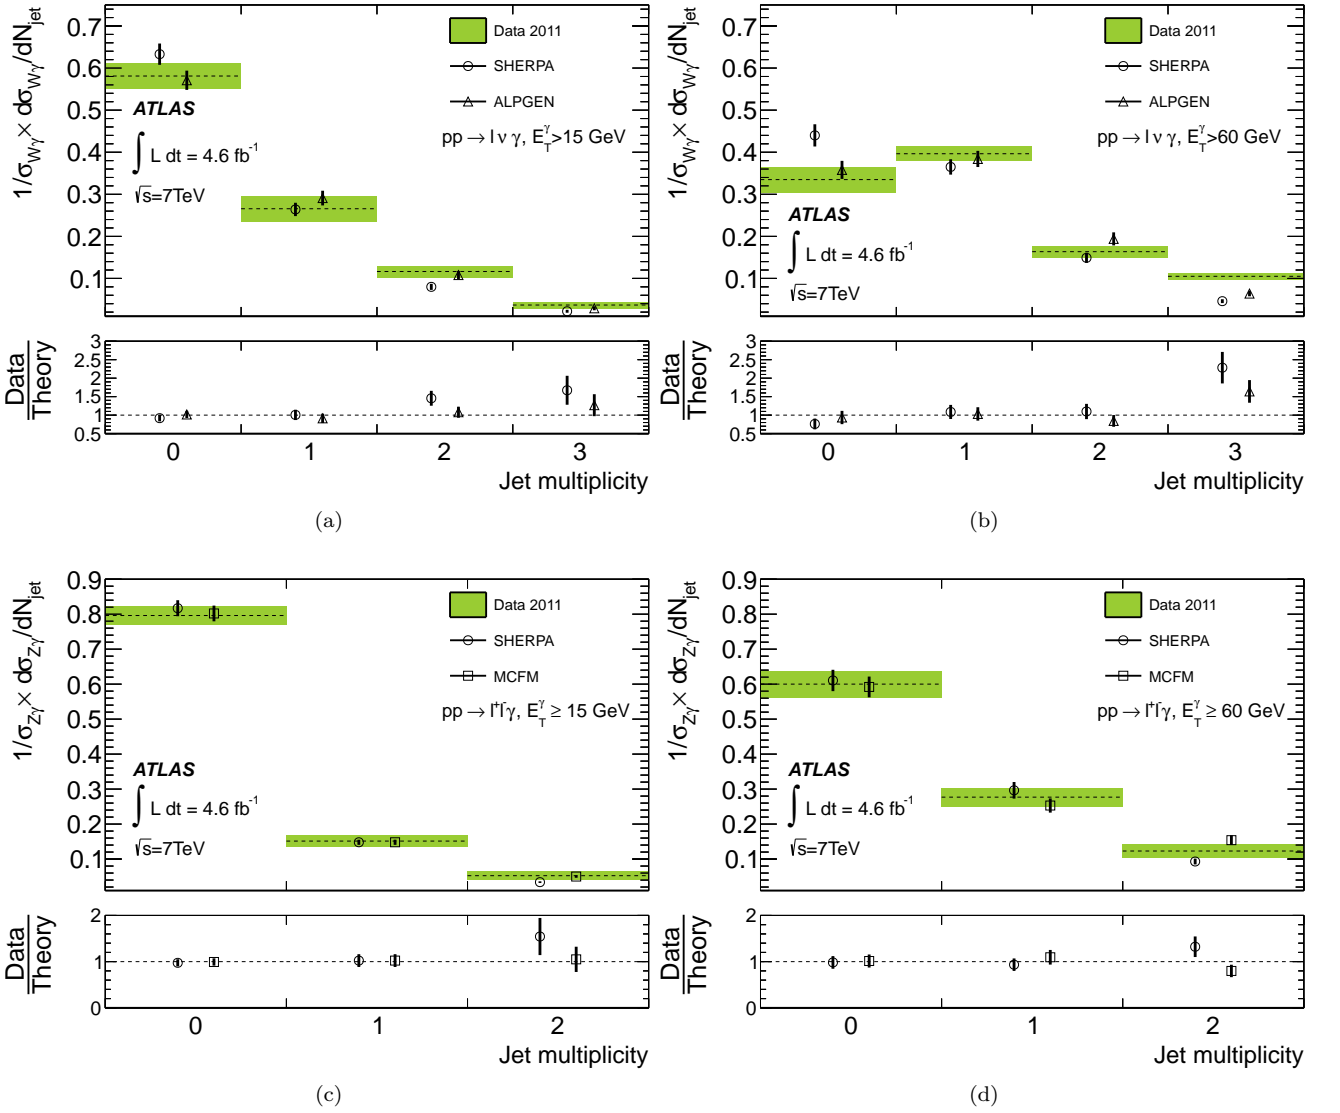 1/σWγ × dσWγ/dNjet
0.7
0.6
0.5
0.4
0.3
0.2
0.1
Data 2011
SHERPA
ALPGEN
pp → l ν γ, ETγ>15 GeV
ATLAS
∫ L dt = 4.6 fb-1
√s=7TeV
Data
Theory
3
2.5
2
1.5
1
0.5
0 1 2 3
Jet multiplicity
(a)
1/σWγ × dσWγ/dNjet
0.7
0.6
0.5
0.4
0.3
0.2
0.1
Data 2011
SHERPA
ALPGEN
pp → l ν γ, ETγ>60 GeV
ATLAS
∫ L dt = 4.6 fb-1
√s=7TeV
Data
Theory
3
2.5
2
1.5
1
0.5
0 1 2 3
Jet multiplicity
(b)
1/σZγ × dσZγ/dNjet
0.9
0.8
0.7
0.6
0.5
0.4
0.3
0.2
0.1
Data 2011
SHERPA
MCFM
pp → l+l-γ, ETγ ≥ 15 GeV
ATLAS
∫ L dt = 4.6 fb-1
√s=7TeV
Data
Theory
2
1
0
0 1 2
Jet multiplicity
(c)
1/σZγ × dσZγ/dNjet
0.9
0.8
0.7
0.6
0.5
0.4
0.3
0.2
0.1
Data 2011
SHERPA
MCFM
pp → l+l-γ, ETγ ≥ 60 GeV
ATLAS
∫ L dt = 4.6 fb-1
√s=7TeV
Data
Theory
2
1
0
0 1 2
Jet multiplicity
(d)